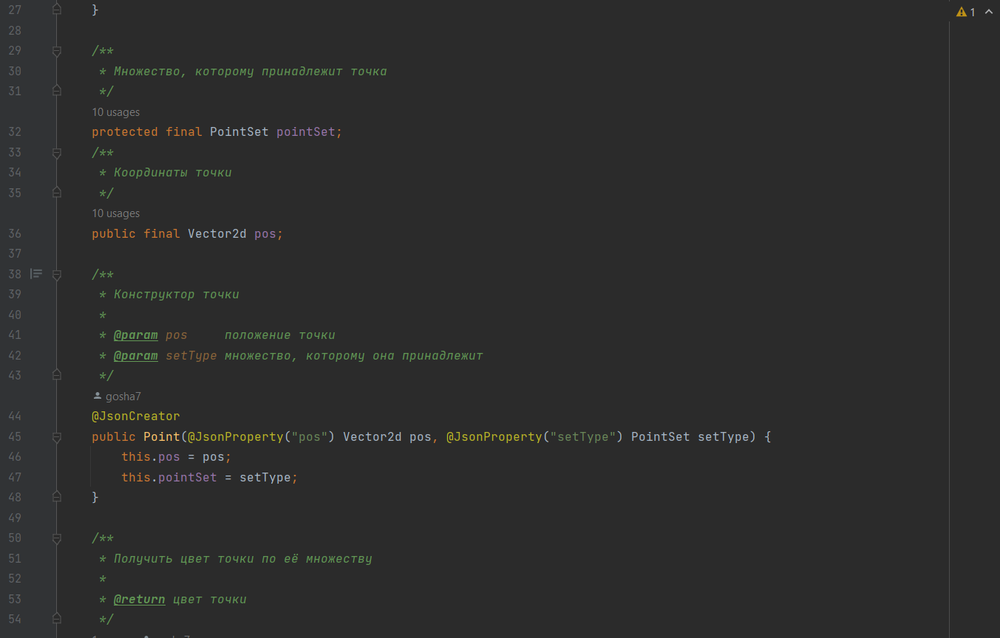 27 }
1
28
29 /**
30 * Множество, которому принадлежит точка
31 */
10 usages
32 protected final PointSet pointSet;
33 /**
34 * Координаты точки
35 */
10 usages
36 public final Vector2d pos;
37
38 /**
39 * Конструктор точки
40 *
41 * @param pos     положение точки
42 * @param setType множество, которому она принадлежит
43 */
gosha7
44 @JsonCreator
45 public Point(@JsonProperty("pos") Vector2d pos, @JsonProperty("setType") PointSet setType) {
46     this.pos = pos;
47     this.pointSet = setType;
48 }
49
50 /**
51 * Получить цвет точки по её множеству
52 *
53 * @return цвет точки
54 */